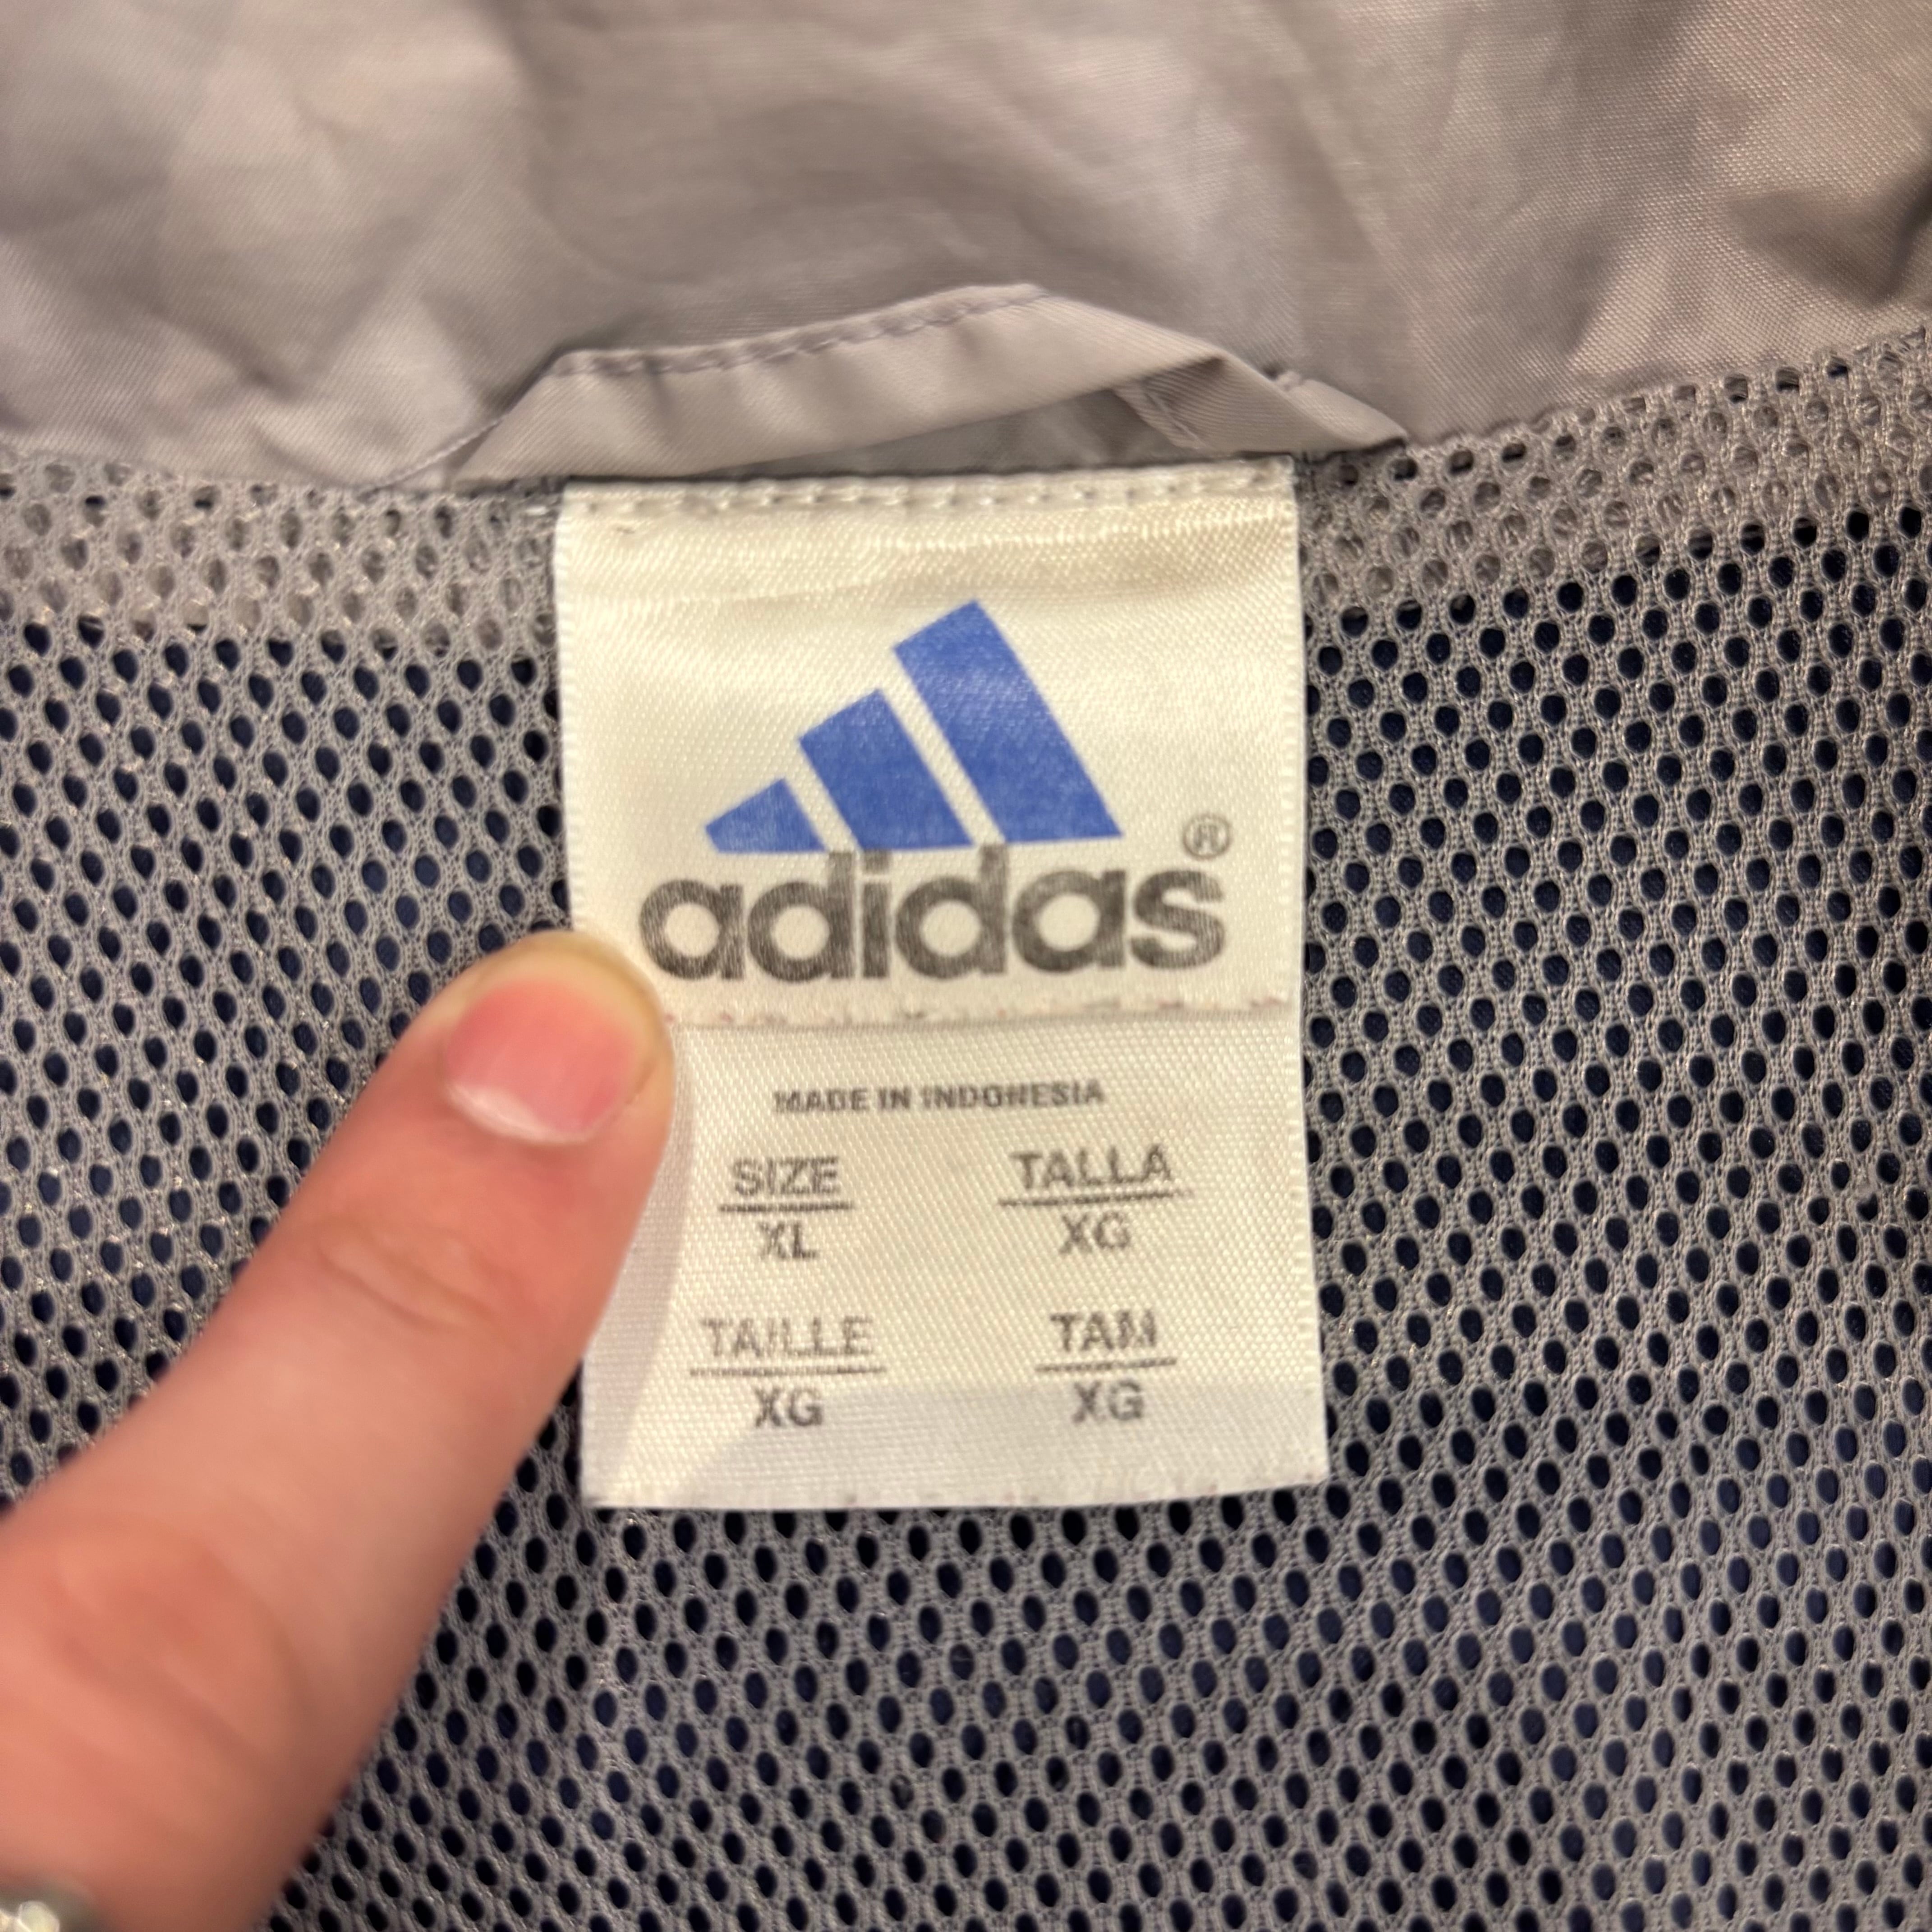 adidas®
MADE IN INDONESIA
SIZE TALLA
XL XG
TAILLE TAM
XG XG